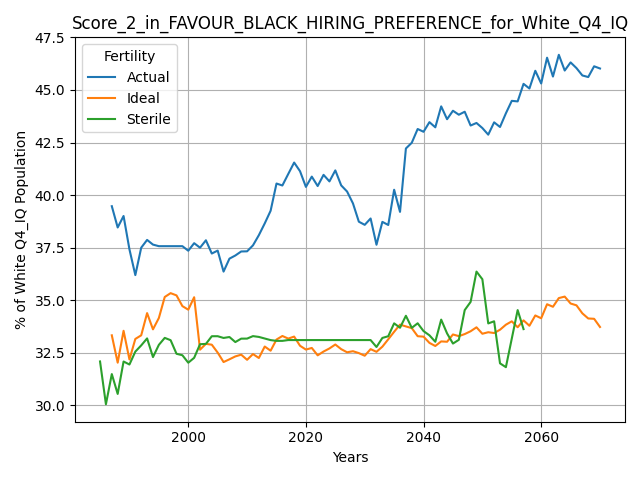 Score_2_in_FAVOUR_BLACK_HIRING_PREFERENCE_for_White_Q4_IQ
47.5
45.0
42.5
40.0
37.5
35.0
32.5
30.0
% of White Q4_IQ Population
Fertility
Actual
Ideal
Sterile
2000 2020 2040 2060
Years